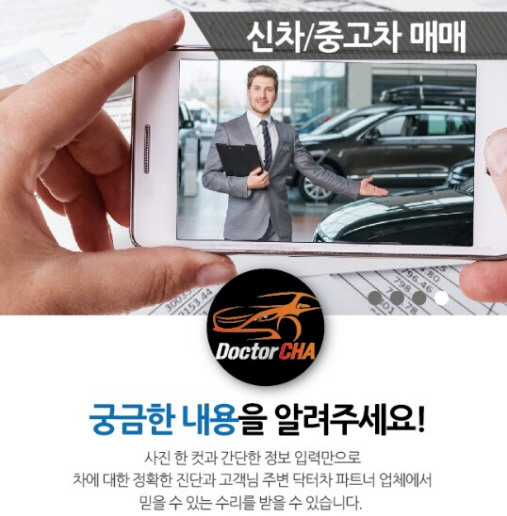 신차/중고차 매매
DoctorCHA
궁금한 내용을 알려주세요!
사진 한 컷과 간단한 정보 입력만으로
차에 대한 정확한 진단과 고객님 주변 닥터차 파트너 업체에서
믿을 수 있는 수리를 받을 수 있습니다.